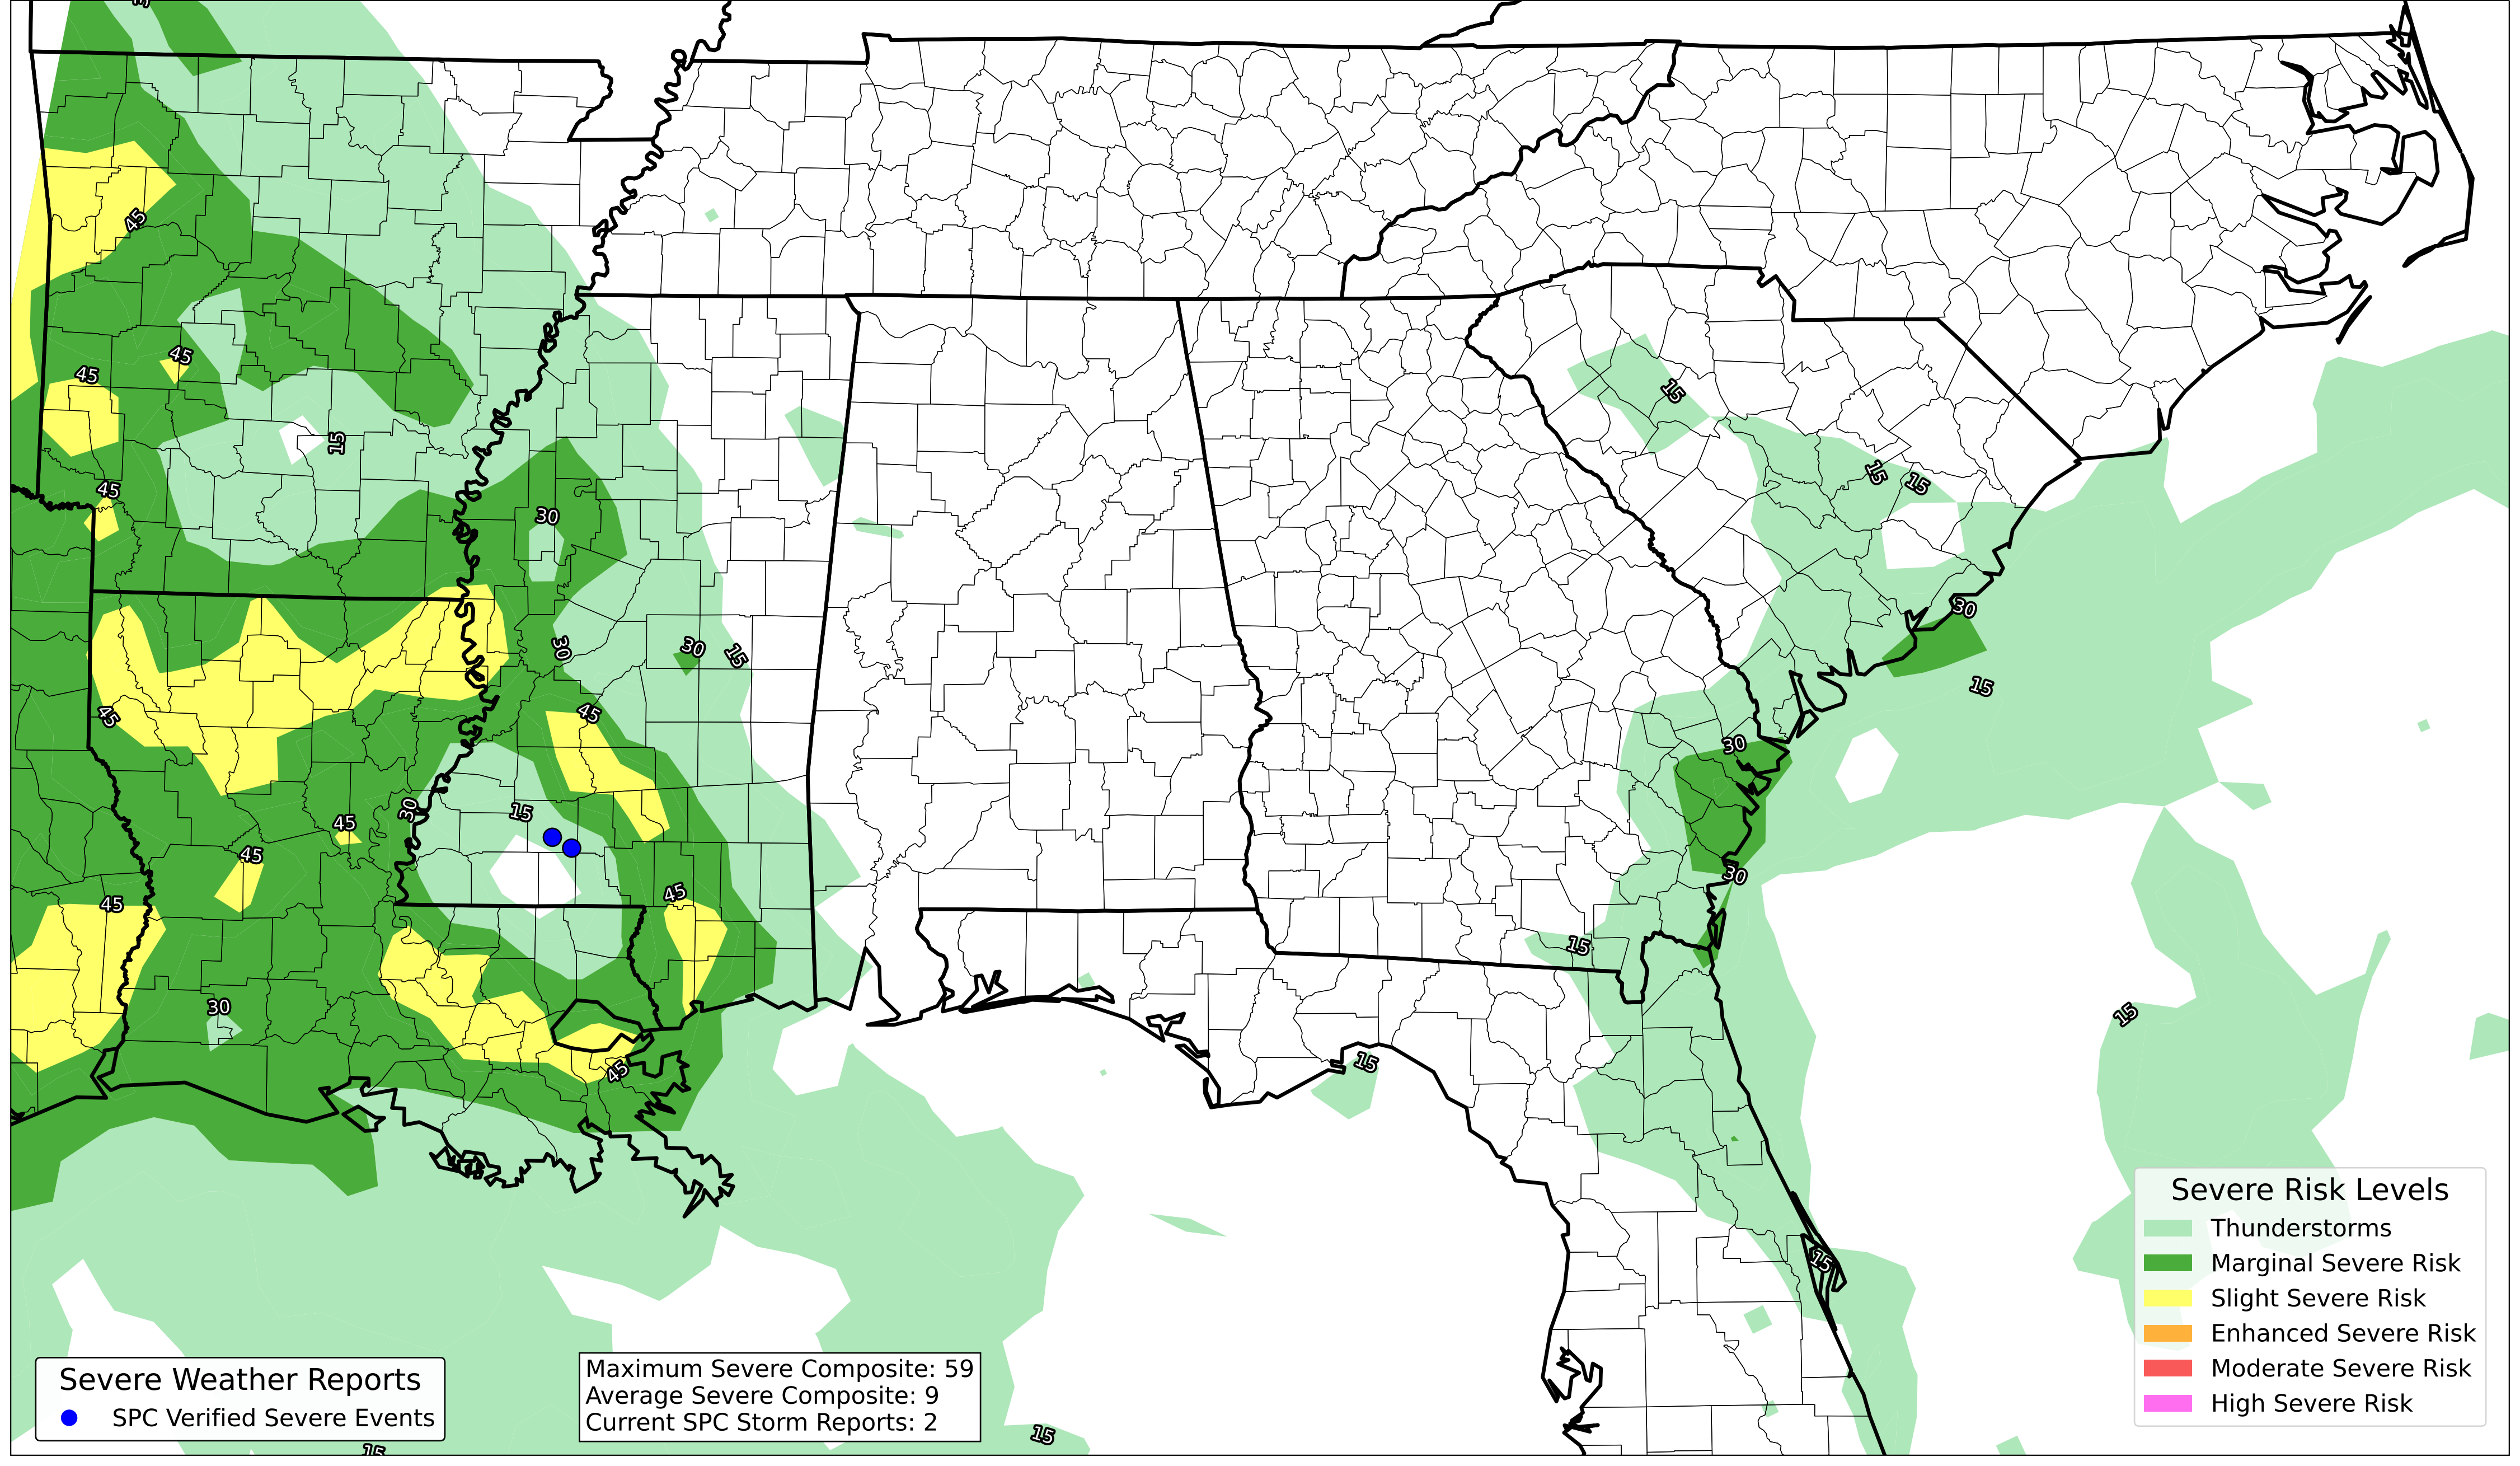 45
45
45
15
45
30
30
30
15
45
45
30
15
45
45
45
45
30
45
15
15
15
30
15
30
30
15
15
15
15
15
15
Severe Weather Reports
SPC Verified Severe Events
Maximum Severe Composite: 59
Average Severe Composite: 9
Current SPC Storm Reports: 2
Severe Risk Levels
Thunderstorms
Marginal Severe Risk
Slight Severe Risk
Enhanced Severe Risk
Moderate Severe Risk
High Severe Risk